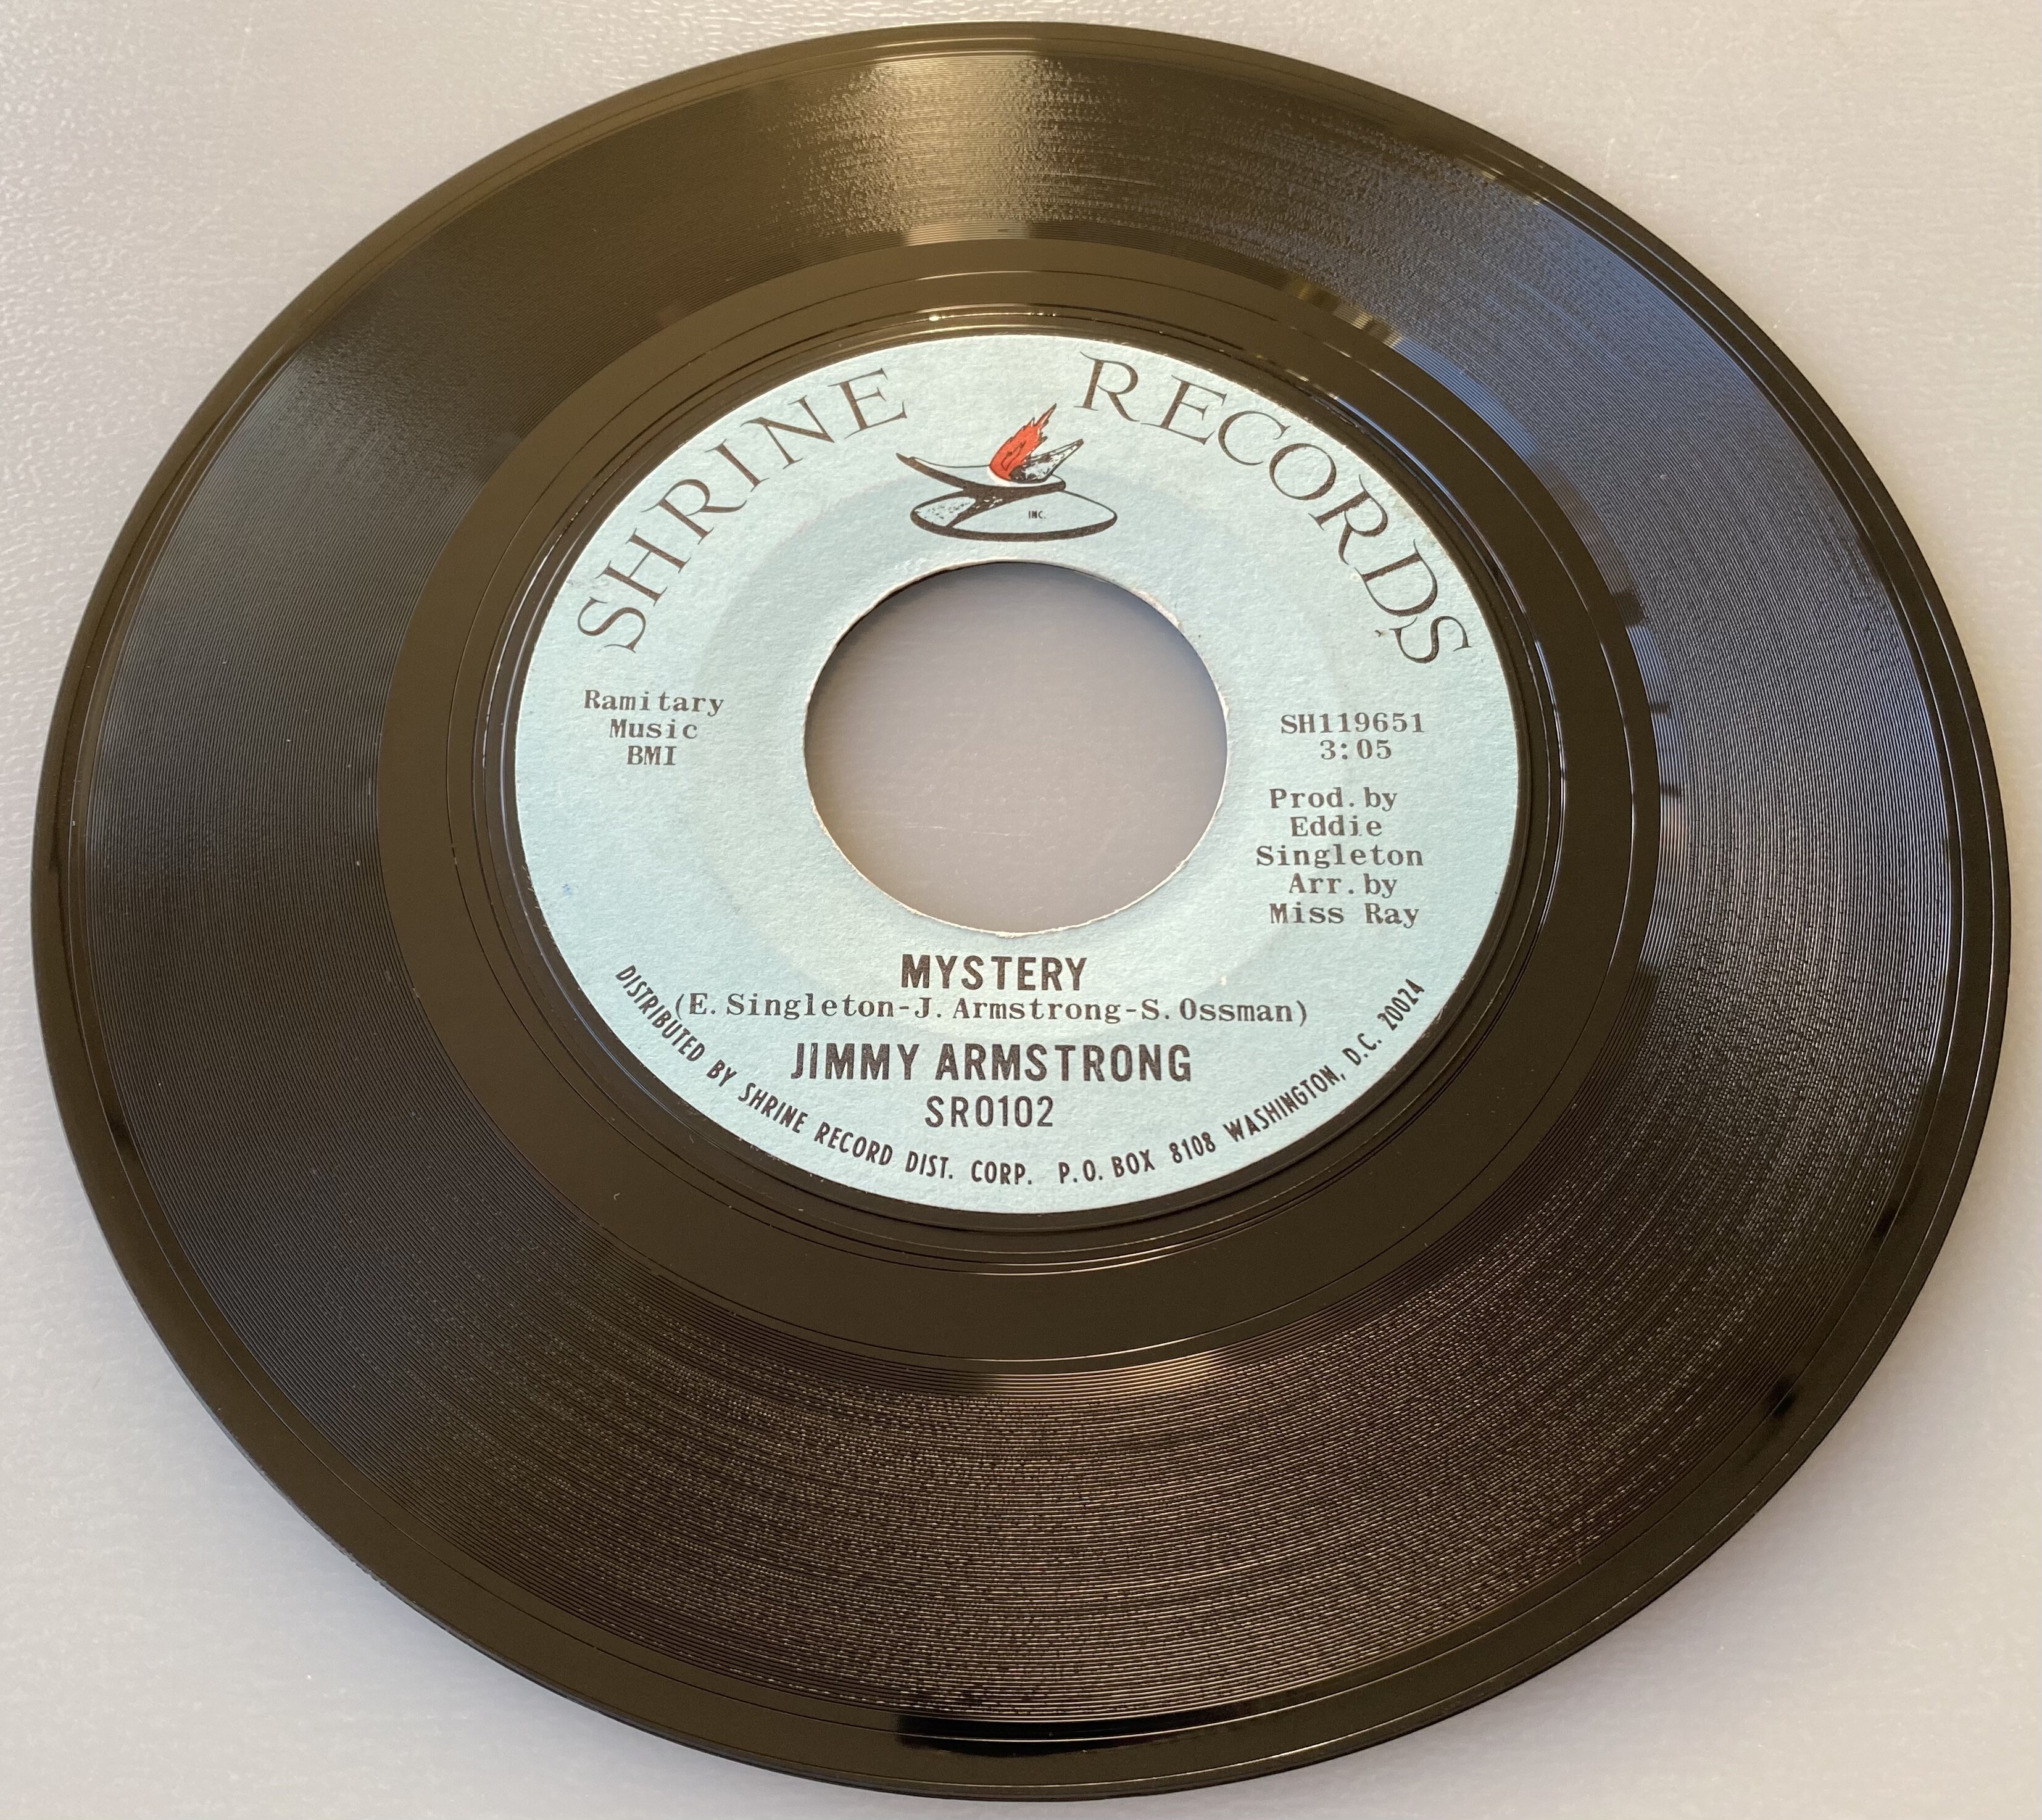 SHRINE RECORDS
INC.
Ramitary
Music
BMI
SH119651
3:05
Prod. by
Eddie
Singleton
Arr. by
Miss Ray
MYSTERY
(E. Singleton-J. Armstrong-S. Ossman)
JIMMY ARMSTRONG
SR0102
DISTRIBUTED BY SHRINE RECORD DIST. CORP. P.O. BOX 8108 WASHINGTON, D.C. 20024